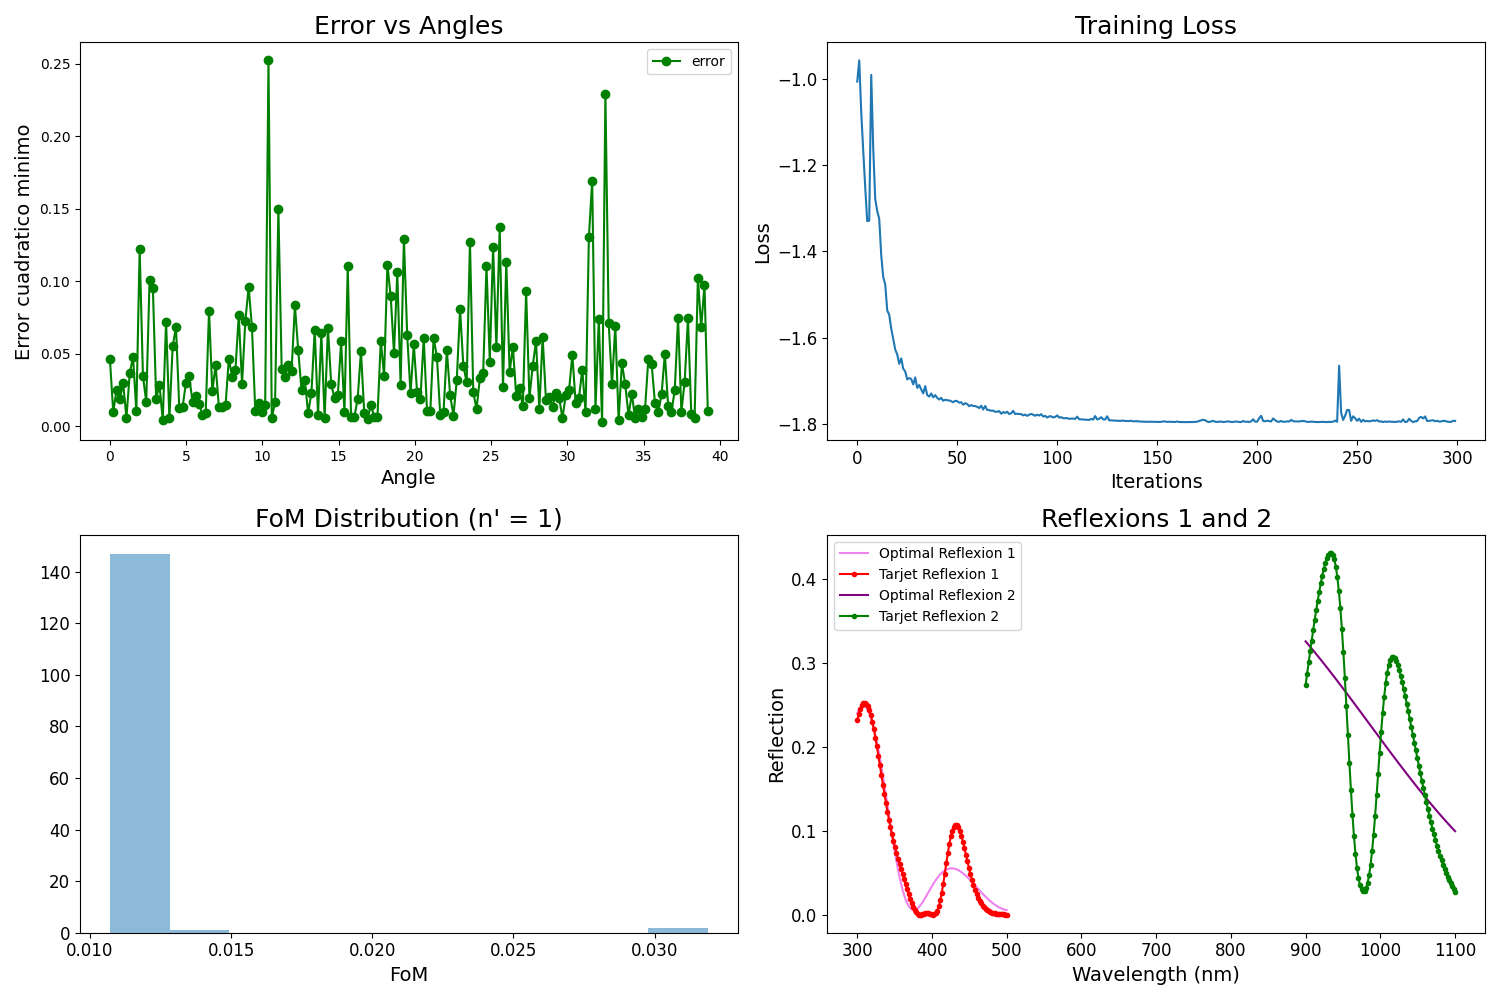 Error vs Angles
error
Error cuadratico minimo
0.25
0.20
0.15
0.10
0.05
0.00
0 5 10 15 20 25 30 35 40
Angle
Training Loss
Loss
−1.0
−1.2
−1.4
−1.6
−1.8
0 50 100 150 200 250 300
Iterations
FoM Distribution (n' = 1)
140
120
100
80
60
40
20
0
0.010 0.015 0.020 0.025 0.030
FoM
Reflexions 1 and 2
Optimal Reflexion 1
Tarjet Reflexion 1
Optimal Reflexion 2
Tarjet Reflexion 2
Reflection
0.4
0.3
0.2
0.1
0.0
300 400 500 600 700 800 900 1000 1100
Wavelength (nm)